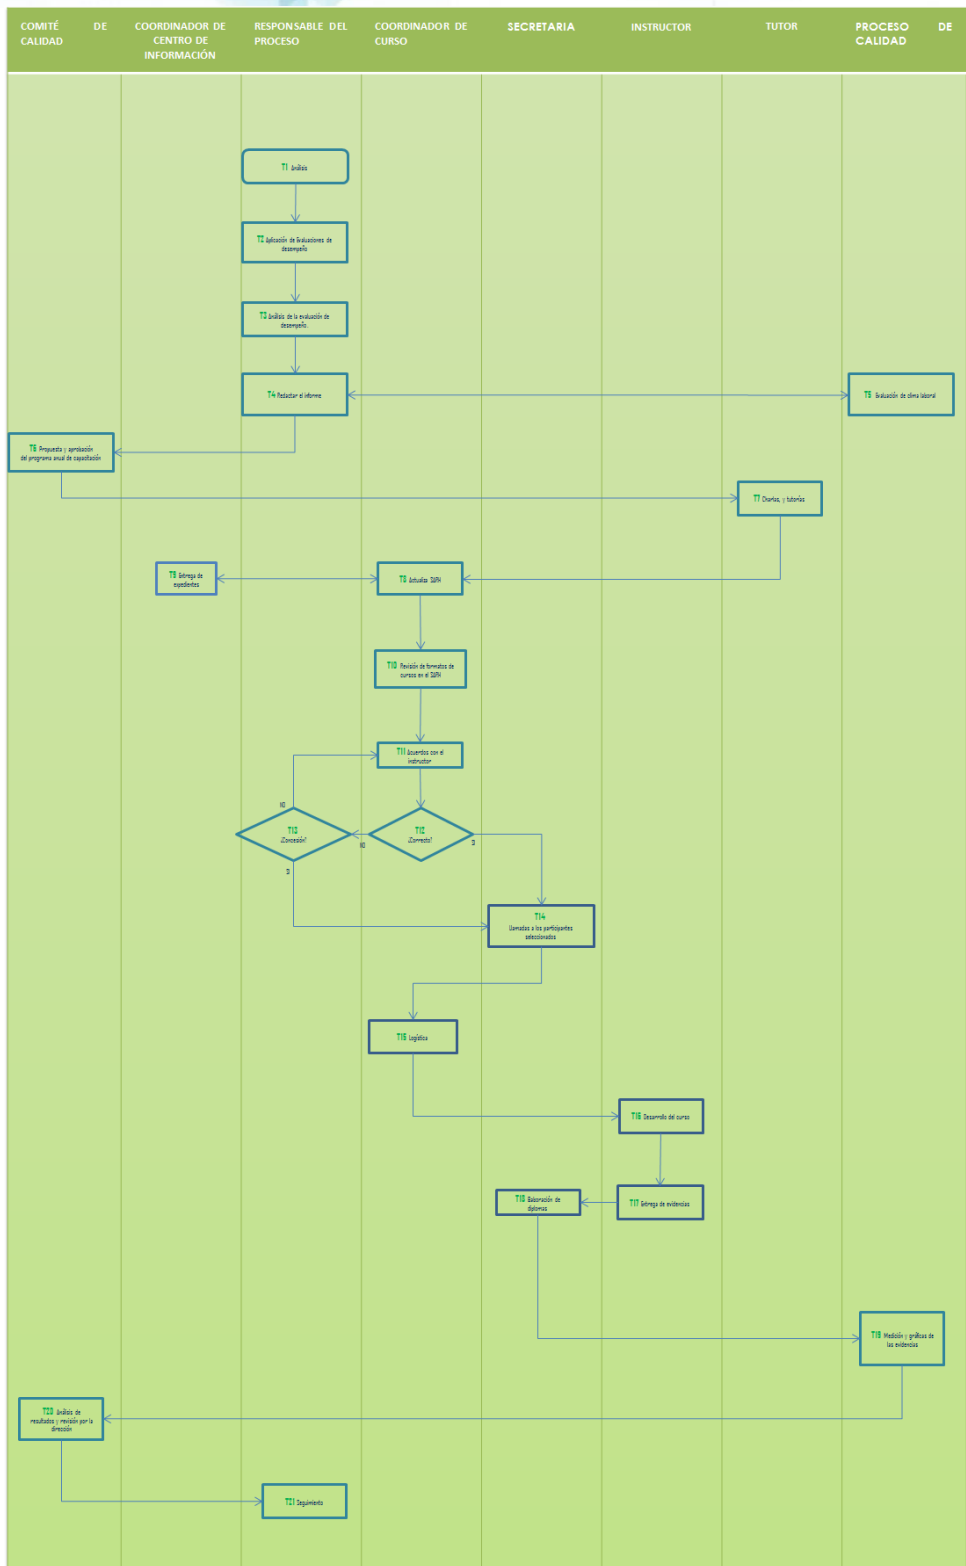 COMITÉ DE
CALIDAD
COORDINADOR DE
CENTRO DE
INFORMACIÓN
RESPONSABLE DEL
PROCESO
COORDINADOR DE
CURSO
SECRETARIA
INSTRUCTOR
TUTOR
PROCESO DE
CALIDAD
T1 Análisis
T2 Aplicación de Evaluaciones de
desempeño
T3 Análisis de la evaluación de
desempeño.
T4 Redactar el informe
T5 Evaluación de clima laboral
T6 Propuesta y aprobación
del programa anual de capacitación
T7 Charlas, y tutorías
T9 Entrega de
expedientes
T8 Actualiza SAPH
T10 Revisión de formatos de
cursos en el SAPH
T11 Acuerdos con el
instructor
NO
T13
¿Concesión?
T12
¿Correcto?
NO
SI
SI
T14
Llamadas a los participantes
seleccionados
T15 Logística
T16 Desarrollo del curso
T18 Elaboración de
diplomas
T17 Entrega de evidencias
T19 Medición y gráficas de
las evidencias
T20 Análisis de
resultados y revisión por la
dirección
T21 Seguimiento